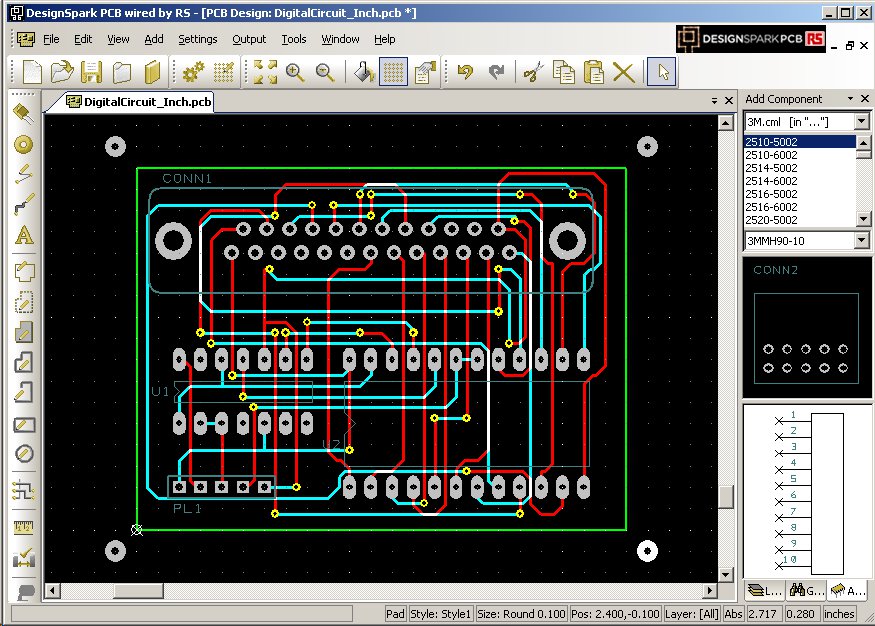 DesignSpark PCB wired by RS - [PCB Design: DigitalCircuit_Inch.pcb *]
File Edit View Add Settings Output Tools Window Help
DESIGNSPARKPCB RS
DigitalCircuit_Inch.pcb
Add Component
3M.cml [in "..."]
2510-5002
2510-6002
2514-5002
2514-6002
2516-5002
2516-6002
2520-5002
3MMH90-10
CONN1
U1
U2
PL1
CONN2
1
2
3
4
5
6
7
8
9
10
L... G... A...
Pad Style: Style1 Size: Round 0.100 Pos: 2.400,-0.100 Layer: [All] Abs 2.717 0.280 inches